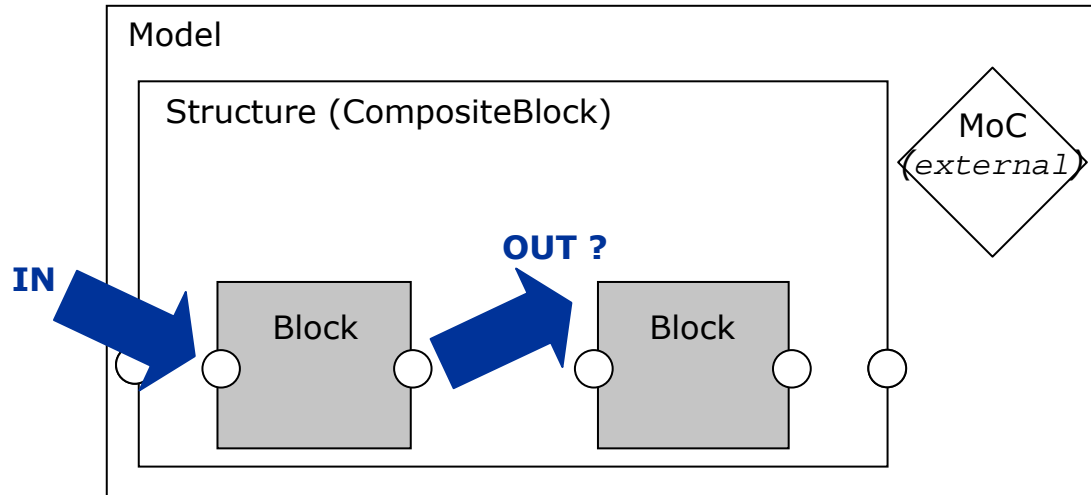 Model
Structure (CompositeBlock)
MoC
(external)
OUT ?
IN
Block
Block